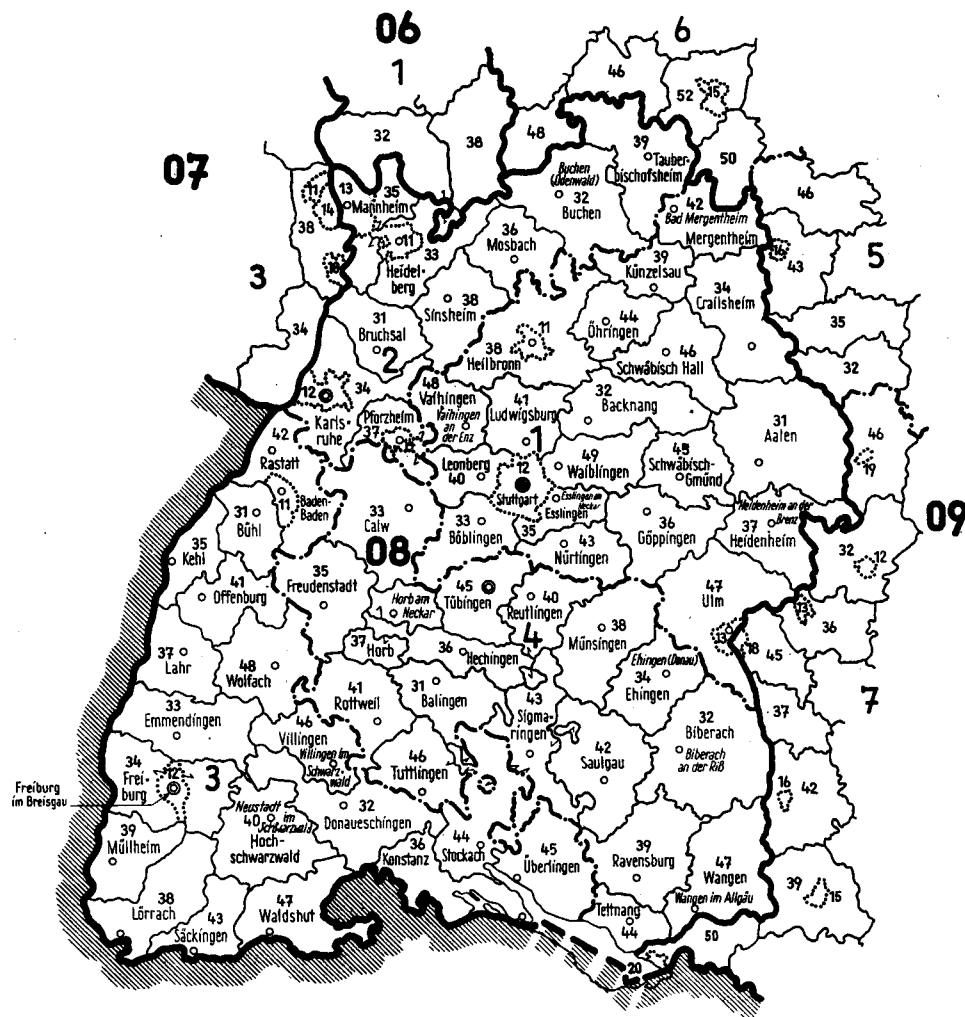 06
6
1
46
52
15
32
38
48
39
Tauber-
bischofsheim
50
07
Buchen
(Odenwald)
32
Buchen
46
11
13
35
Mannheim
14
38
1
42
Bad Mergentheim
Mergentheim
36
Mosbach
11
33
Heidel-
berg
39
Künzelsau
43
5
3
34
Crailsheim
38
Sinsheim
34
31
Bruchsal
44
Öhringen
35
11
38
Heilbronn
46
Schwäbisch Hall
32
2
12
34
Karls-
ruhe
48
Vaihingen
Vaihingen
an
der Enz
41
Ludwigsburg
32
Backnang
31
Aalen
46
19
Pforzheim
37
42
Rastatt
1
Leonberg
40
12
Stuttgart
49
Waiblingen
45
Schwäbisch-
Gmünd
11
Baden-
Baden
33
Calw
33
Böblingen
Esslingen am
Neckar
Esslingen
35
36
Göppingen
Heidenheim an der
Brenz
37
Heidenheim
09
31
Bühl
43
Nürtingen
32
12
35
Kehl
08
41
Offenburg
35
Freudenstadt
Horb am
Neckar
1
45
Tübingen
40
Reutlingen
47
Ulm
13
36
38
Münsingen
13
18
45
4
37
Lahr
48
Wolfach
37
Horb
36
Hechingen
Ehingen (Donau)
34
Ehingen
7
41
Rottweil
31
Balingen
43
Sigma-
ringen
32
Biberach
Biberach
an der Riß
37
33
Emmendingen
46
Villingen
Villingen im
Schwarz-
wald
46
Tuttlingen
42
Saulgau
34
Frei-
burg
12
3
Freiburg
im Breisgau
16
42
Neustadt
im
Schwarzwald
40
Hoch-
schwarzwald
32
Donaueschingen
39
Müllheim
36
Konstanz
44
Stockach
45
Überlingen
39
Ravensburg
47
Wangen
Wangen im Allgäu
39
15
38
Lörrach
43
Säckingen
47
Waldshut
Tettnang
44
50
20